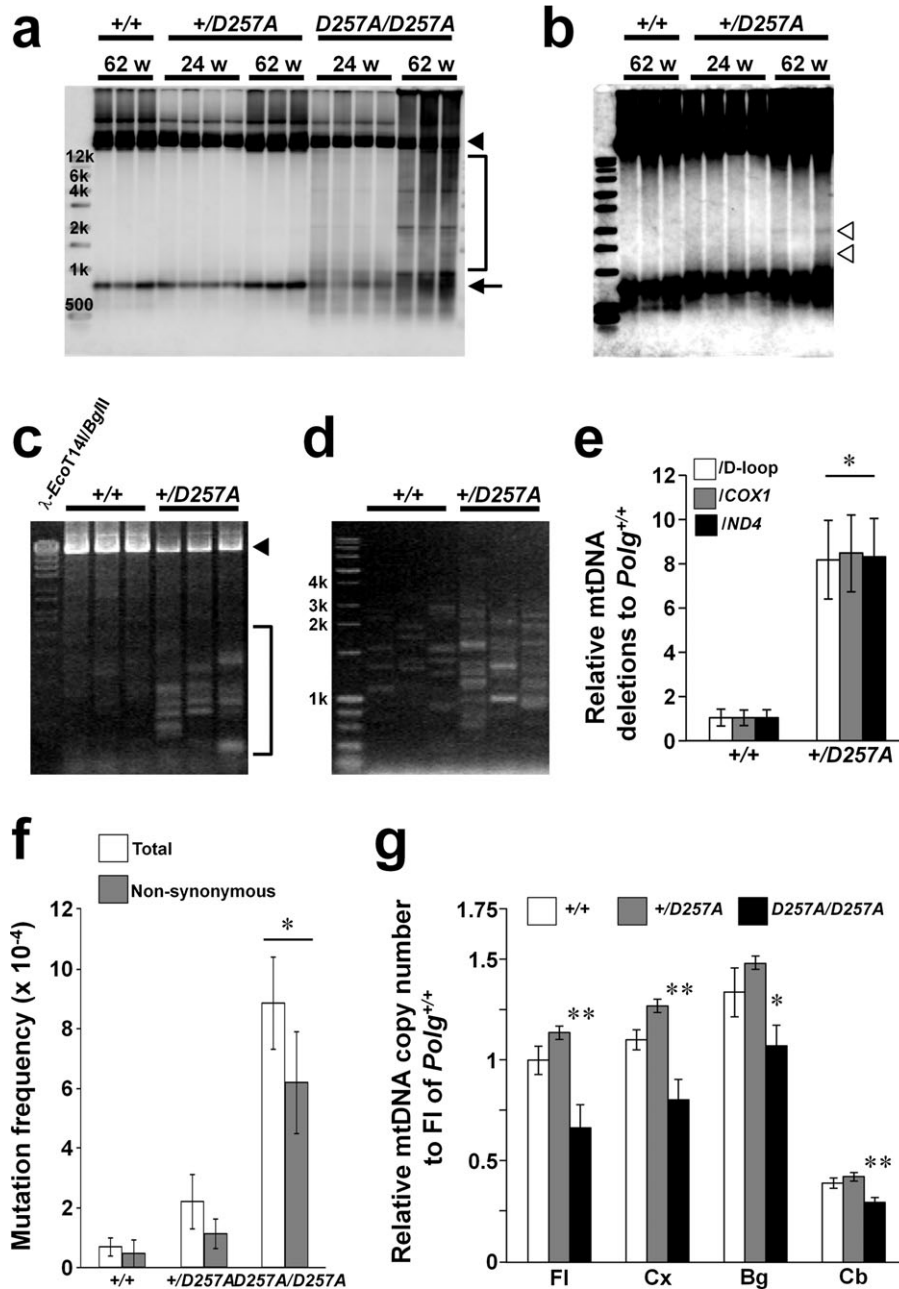 a
+/+ +/D257A D257A/D257A
62 w 24 w 62 w 24 w 62 w
12k
6k
4k
2k
1k
500
b
+/+ +/D257A
62 w 24 w 62 w
c
λ-EcoT14I/BglII
+/+ +/D257A
d
+/+ +/D257A
4k
3k
2k
1k
e
/D-loop
/COX1
/ND4
*
Relative mtDNA
deletions to Polg+/+
12
10
8
6
4
2
0
+/+ +/D257A
f
Total
Non-synonymous
Mutation frequency (x 10-4)
12
10
8
6
4
2
0
*
+/+ +/D257A D257A/D257A
g
+/+ +/D257A D257A/D257A
Relative mtDNA copy number
to Fl of Polg+/+
1.75
1.5
1
0.5
0
** ** * **
Fl Cx Bg Cb